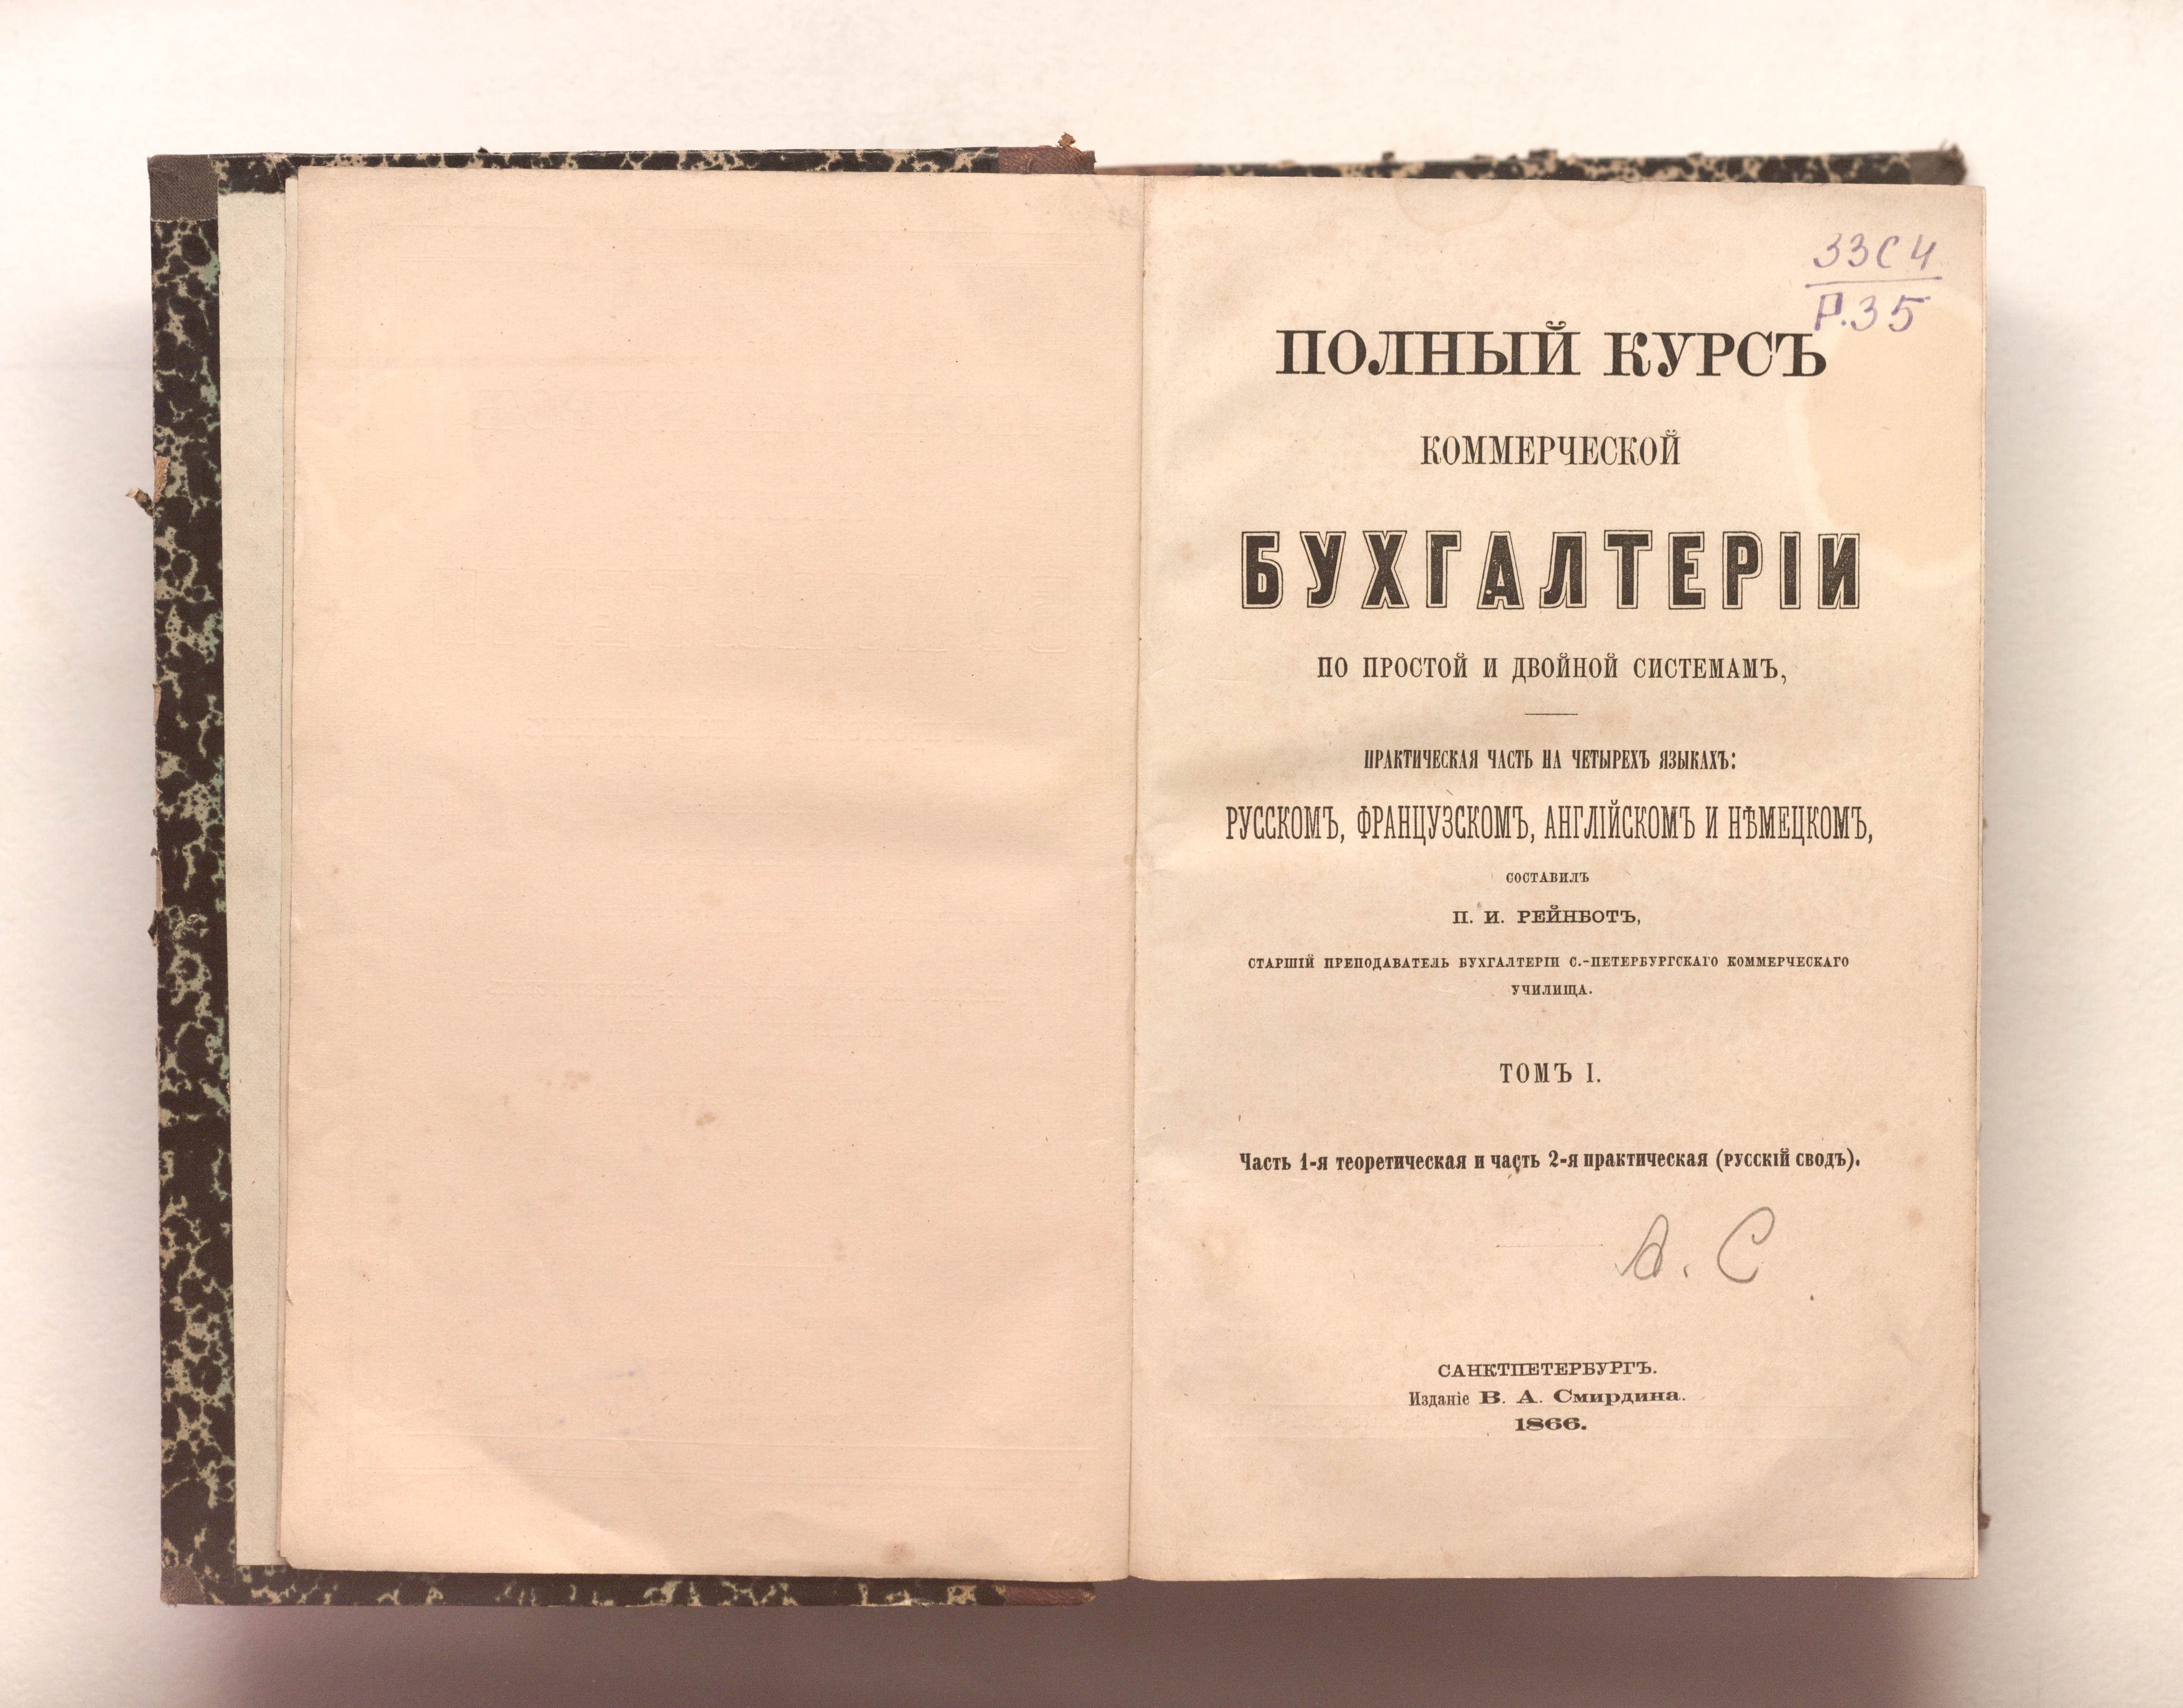 33С4
Р.35
ПОЛНЫЙ КУРСЪ
КОММЕРЧЕСКОЙ
БУХГАЛТЕРІИ
ПО ПРОСТОЙ И ДВОЙНОЙ СИСТЕМАМЪ,
ПРАКТИЧЕСКАЯ ЧАСТЬ НА ЧЕТЫРЕХЪ ЯЗЫКАХЪ:
РУССКОМЪ, ФРАНЦУЗСКОМЪ, АНГЛІЙСКОМЪ И НѢМЕЦКОМЪ,
СОСТАВИЛЪ
П. И. РЕЙНБОТЪ,
СТАРШІЙ ПРЕПОДАВАТЕЛЬ БУХГАЛТЕРІИ С.-ПЕТЕРБУРГСКАГО КОММЕРЧЕСКАГО
УЧИЛИЩА.
ТОМЪ I.
Часть 1-я теоретическая и часть 2-я практическая (РУССКІЙ СВОДЪ).
А. С
САНКТПЕТЕРБУРГЪ.
Изданіе В. А. Смирдина.
1866.